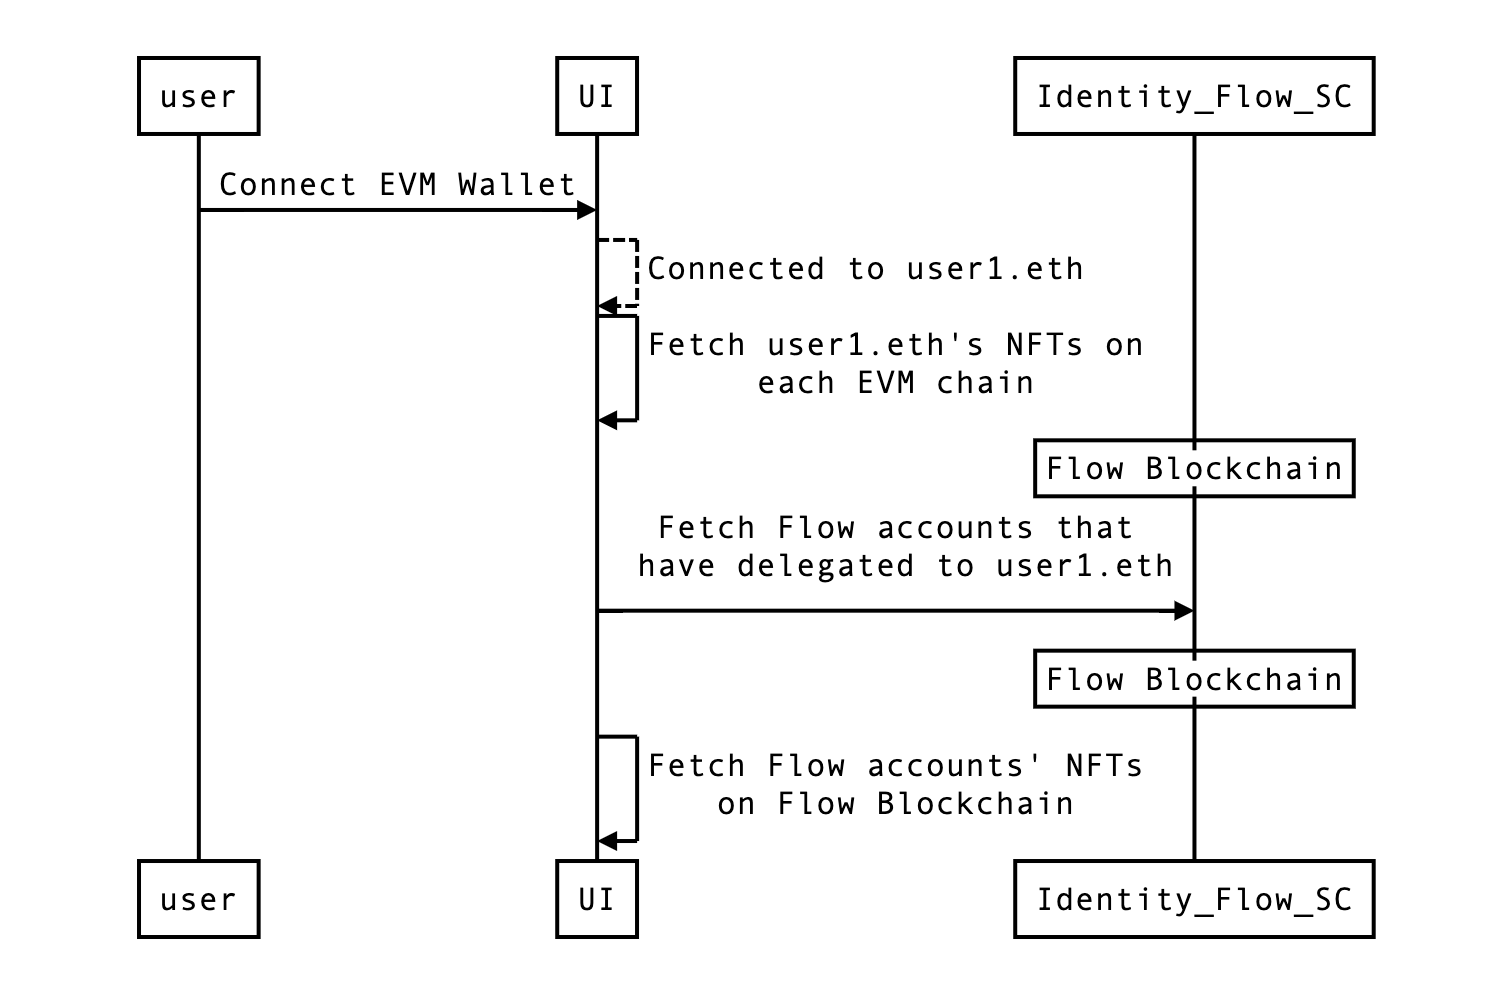 user
UI
Identity_Flow_SC
Connect EVM Wallet
Connected to user1.eth
Fetch user1.eth's NFTs on
each EVM chain
Flow Blockchain
Fetch Flow accounts that
have delegated to user1.eth
Flow Blockchain
Fetch Flow accounts' NFTs
on Flow Blockchain
user
UI
Identity_Flow_SC